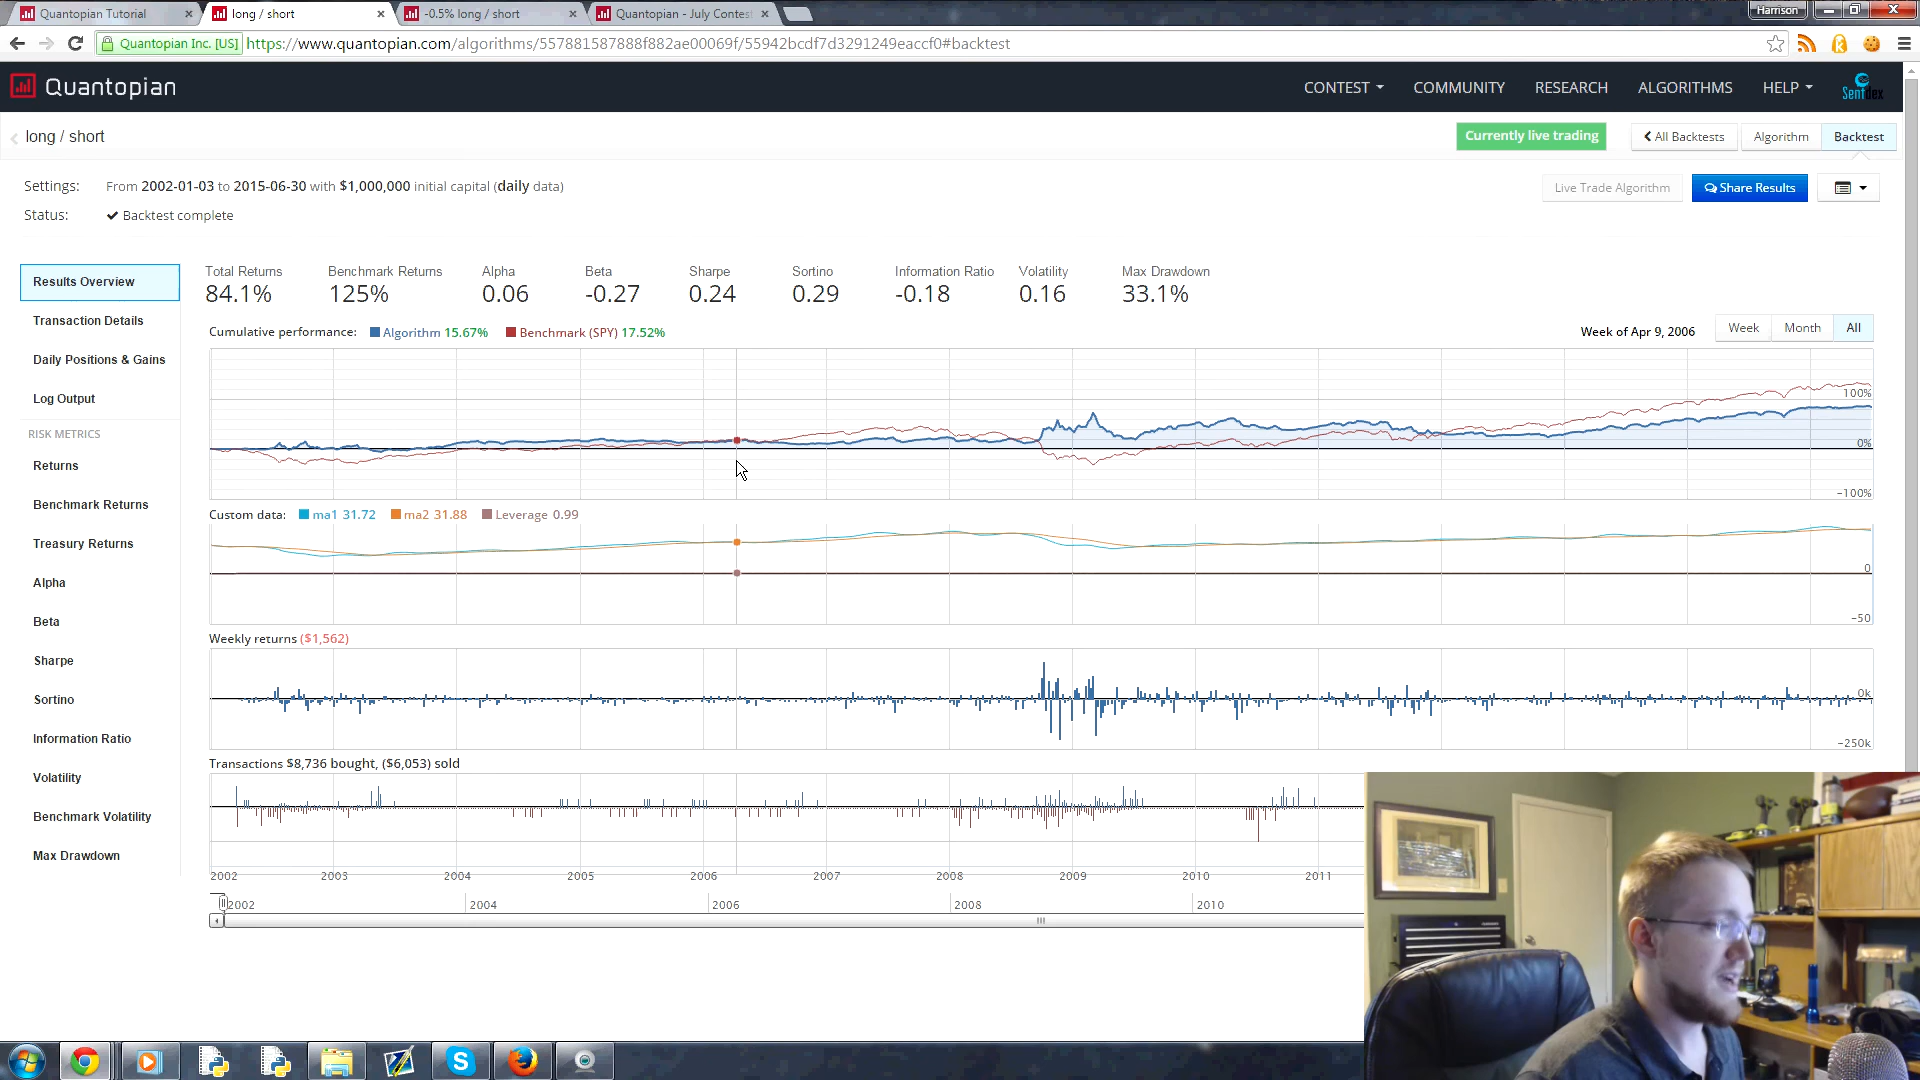 Quantopian Tutorial
long / short
-0.5% long / short
Quantopian - July Contes
Harrison
Quantopian Inc. [US]
https://www.quantopian.com/algorithms/557881587888f882ae00069f/55942bcdf7d3291249eaccf0#backtest
Quantopian
CONTEST
COMMUNITY
RESEARCH
ALGORITHMS
HELP
Sentdex
long / short
Currently live trading
All Backtests
Algorithm
Backtest
Settings: From 2002-01-03 to 2015-06-30 with $1,000,000 initial capital (daily data)
Live Trade Algorithm
Share Results
Status: Backtest complete
Results Overview
Transaction Details
Daily Positions & Gains
Log Output
RISK METRICS
Returns
Benchmark Returns
Treasury Returns
Alpha
Beta
Sharpe
Sortino
Information Ratio
Volatility
Benchmark Volatility
Max Drawdown
Total Returns
84.1%
Benchmark Returns
125%
Alpha
0.06
Beta
-0.27
Sharpe
0.24
Sortino
0.29
Information Ratio
-0.18
Volatility
0.16
Max Drawdown
33.1%
Cumulative performance: Algorithm 15.67% Benchmark (SPY) 17.52%
Week of Apr 9, 2006
Week
Month
All
100%
0%
-100%
Custom data: ma1 31.72 ma2 31.88 Leverage 0.99
0
-50
Weekly returns ($1,562)
0k
-250k
Transactions $8,736 bought, ($6,053) sold
2002 2003 2004 2005 2006 2007 2008 2009 2010 2011
2002 2004 2006 2008 2010